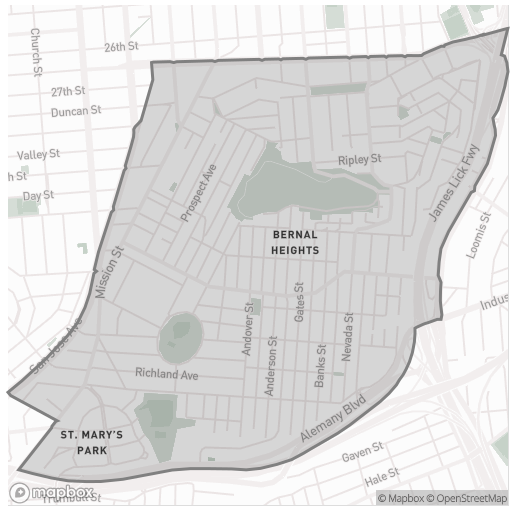 Church St
26th St
27th St
Duncan St
Valley St
h St
Day St
Prospect Ave
Ripley St
James Lick Fwy
Loomis St
BERNAL
HEIGHTS
Mission St
San Jose Ave
Indus
Andover St
Gates St
Nevada St
Anderson St
Banks St
Richland Ave
Alemany Blvd
ST. MARY'S
PARK
Gaven St
Hale St
Trumbull St
mapbox
© Mapbox © OpenStreetMap